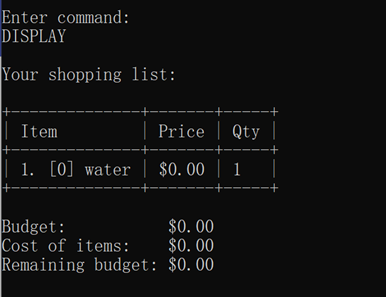 Enter command:
DISPLAY
Your shopping list:
+--------------+-------+-----+
| Item | Price | Qty |
+--------------+-------+-----+
| 1. [0] water | $0.00 | 1 |
+--------------+-------+-----+
Budget: $0.00
Cost of items: $0.00
Remaining budget: $0.00